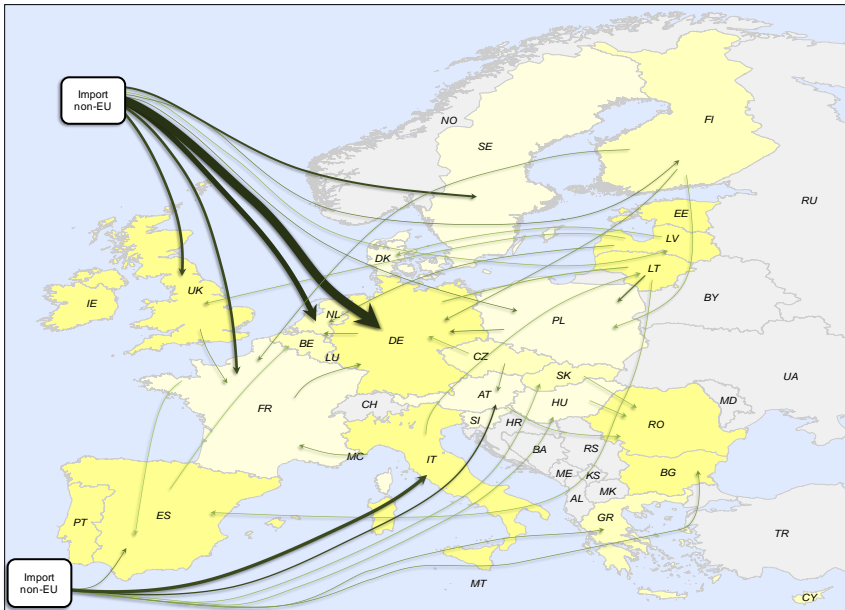 Import
non-EU
NO
FI
SE
RU
EE
LV
DK
LT
UK
IE
BY
NL
PL
DE
BE
LU
CZ
UA
SK
AT
FR
CH
HU
MD
SI
HR
RO
BA
RS
MC
IT
ME
KS
BG
MK
AL
PT
ES
GR
TR
Import
non-EU
MT
CY